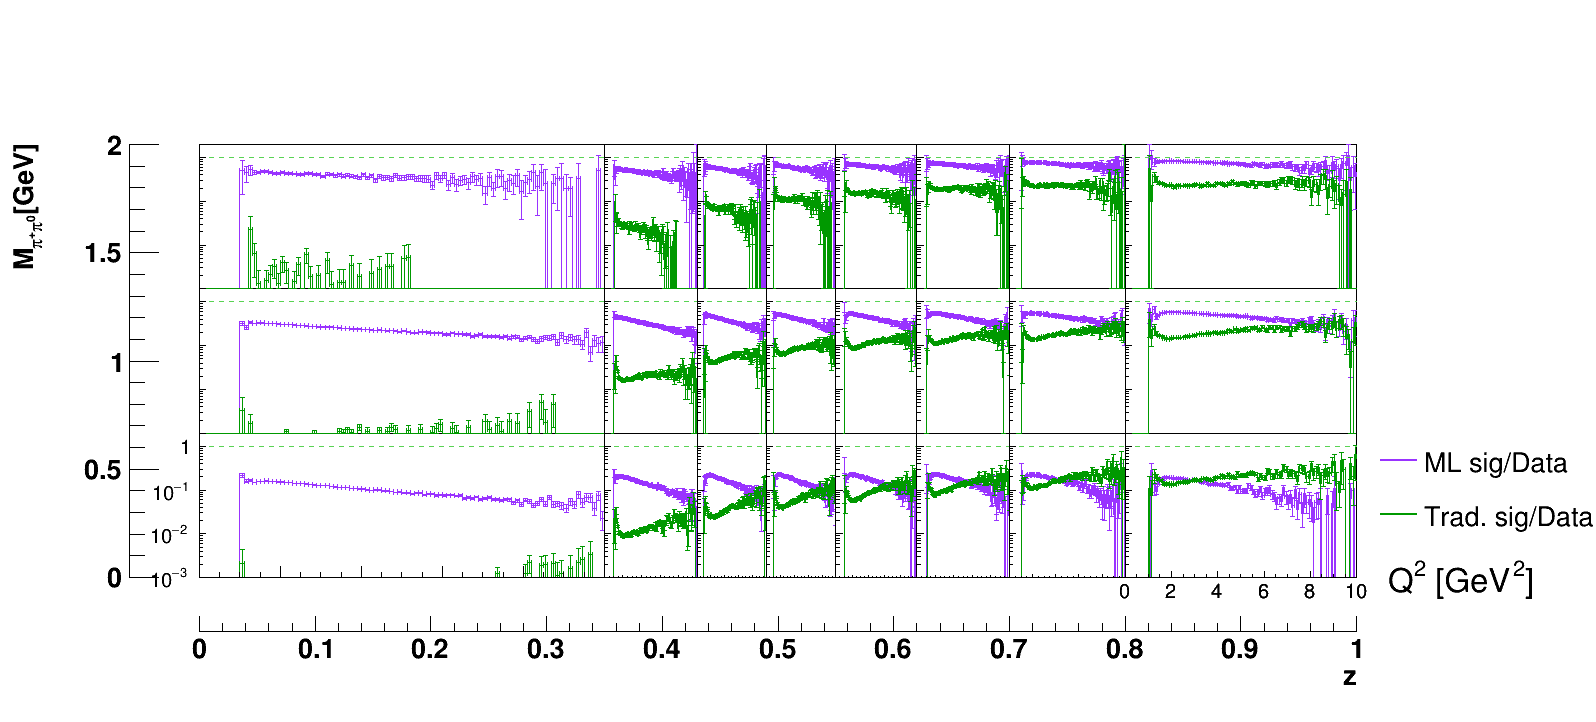 M π⁺π⁰ [GeV]
2
1.5
1
0.5
0
1
10⁻¹
10⁻²
10⁻³
ML sig/Data
Trad. sig/Data
Q² [GeV²]
0 2 4 6 8 10
0 0.1 0.2 0.3 0.4 0.5 0.6 0.7 0.8 0.9 1
z